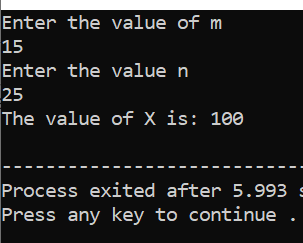 Enter the value of m
15
Enter the value n
25
The value of X is: 100
----------------------------
Process exited after 5.993 s
Press any key to continue .